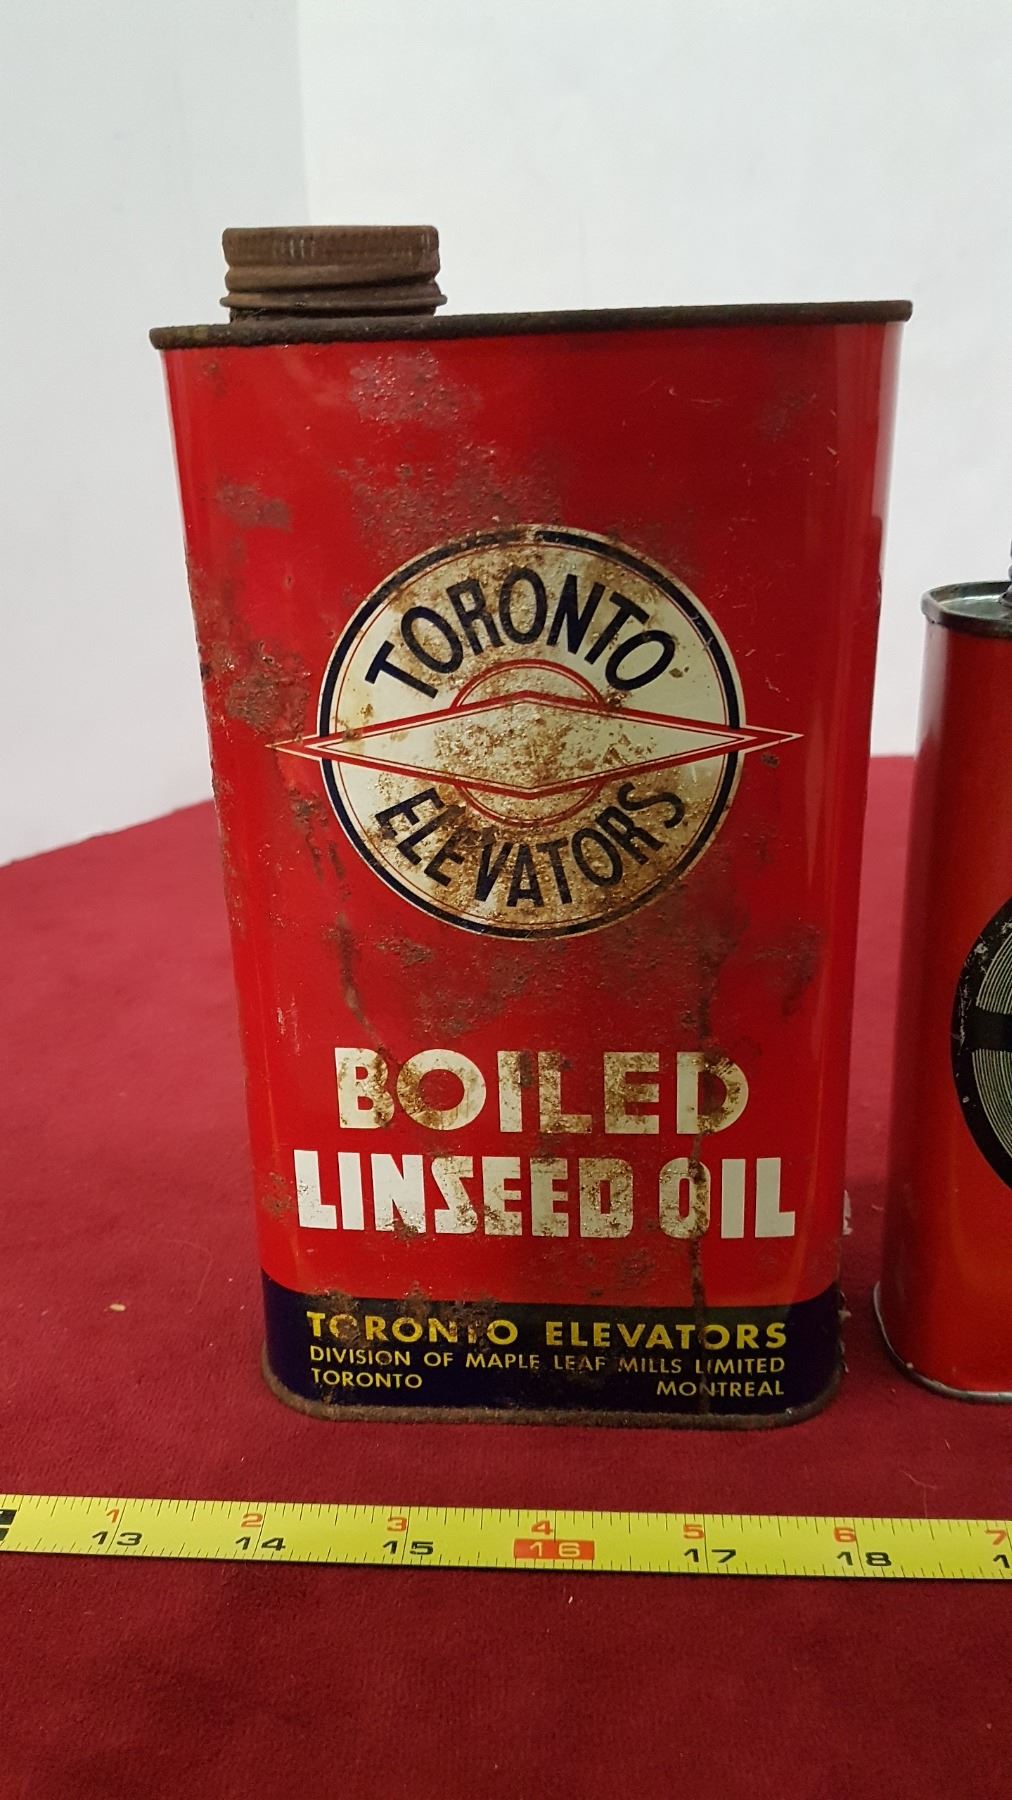 TORONTO
ELEVATORS
BOILED
LINSEED OIL
TORONTO ELEVATORS
DIVISION OF MAPLE LEAF MILLS LIMITED
TORONTO MONTREAL
1 2 3 4 5 6 7
13 14 15 16 17 18 1